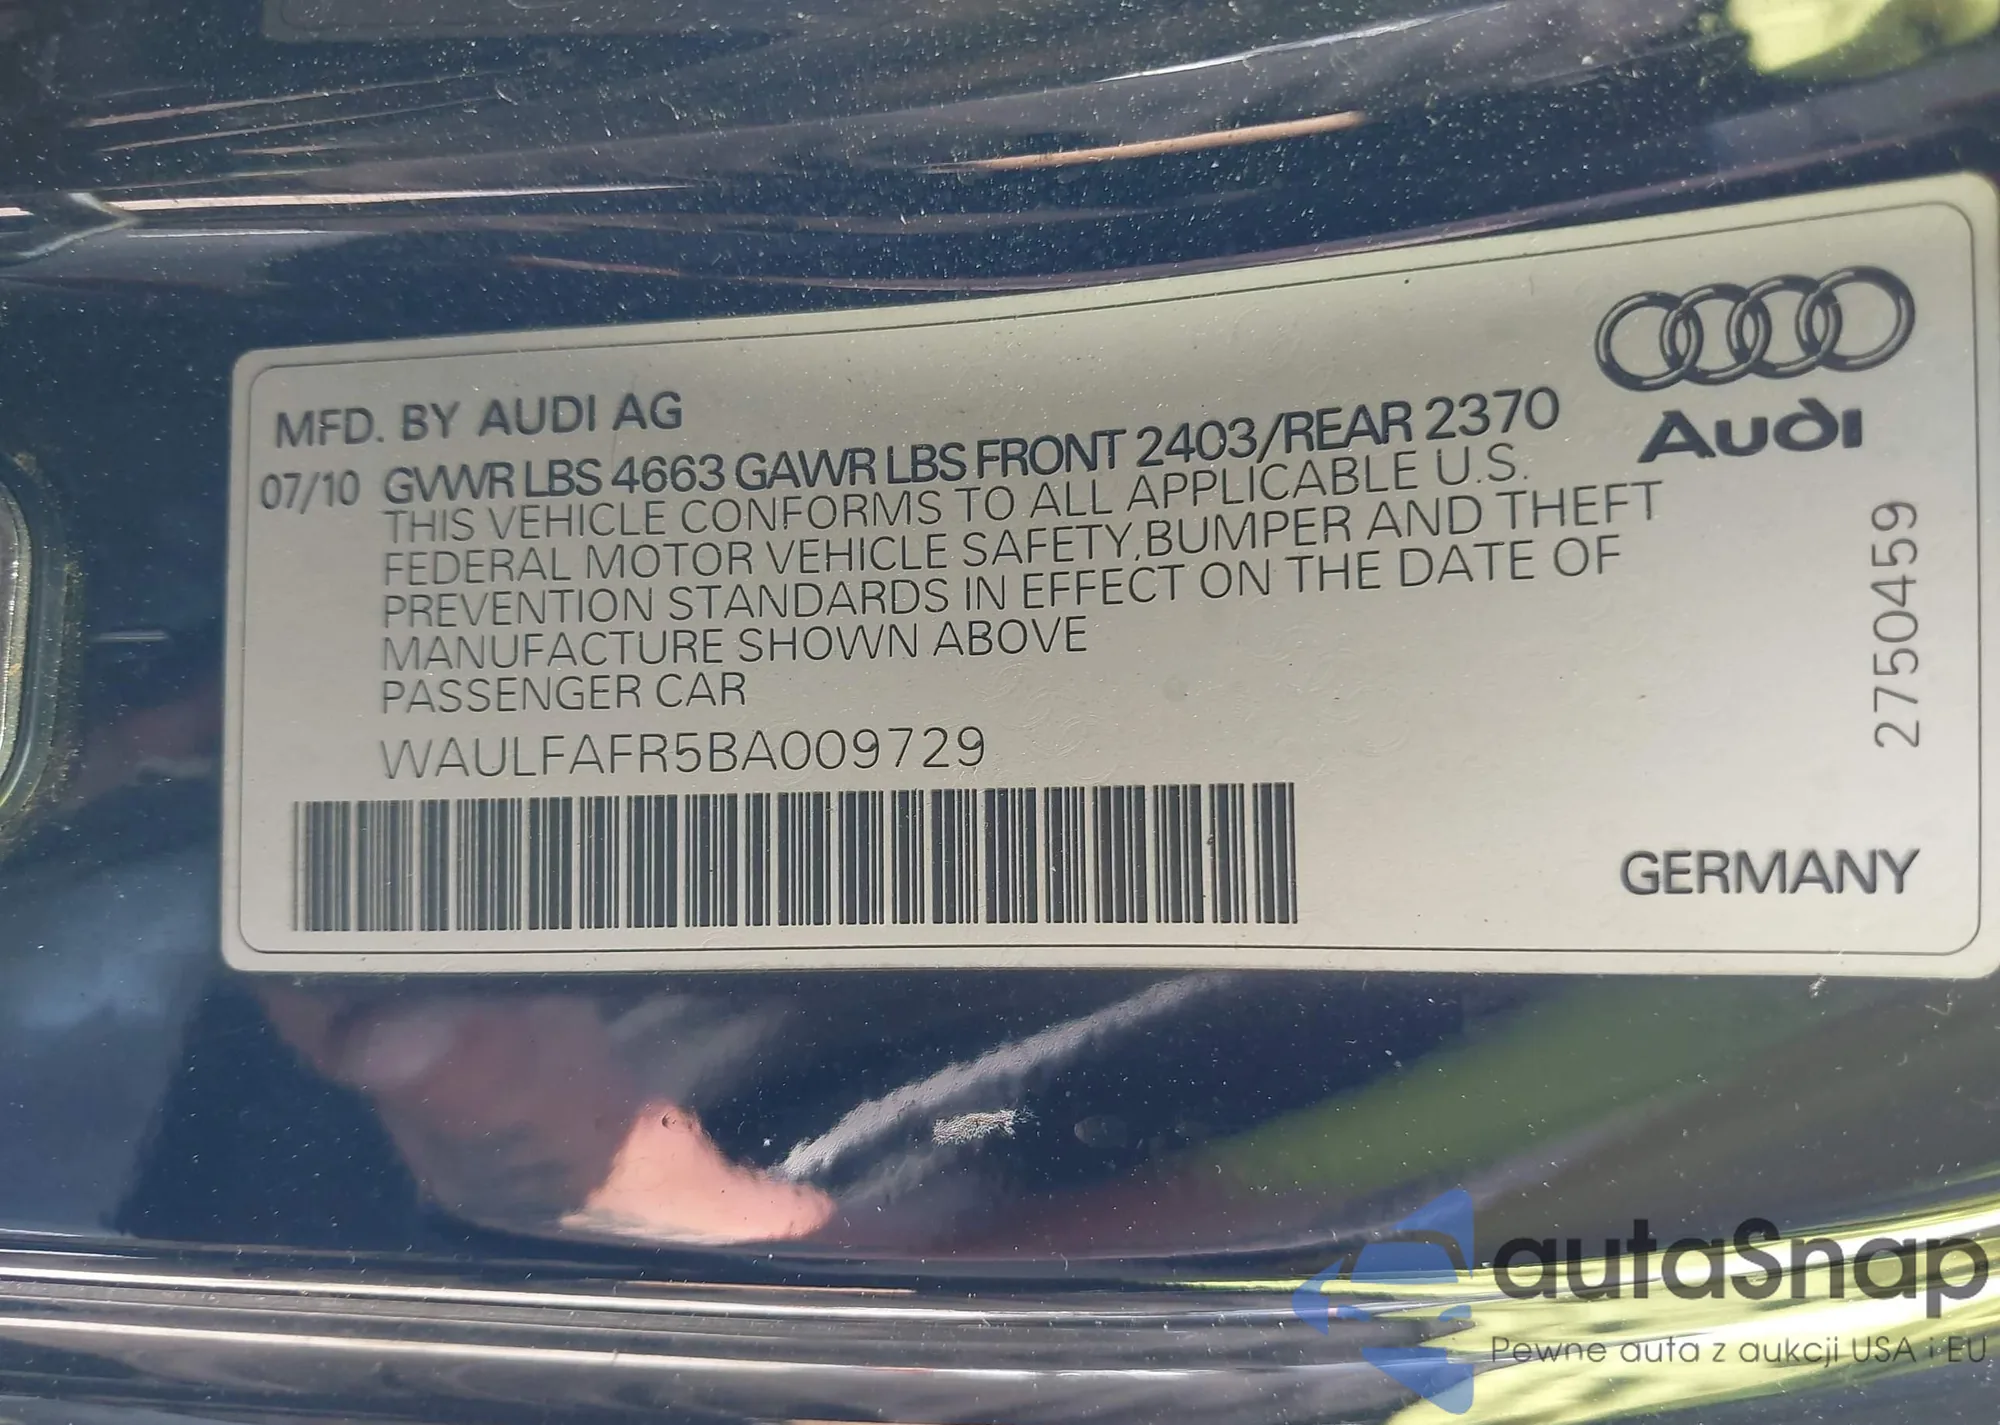 MFD. BY AUDI AG
07/10 GVWR LBS 4663 GAWR LBS FRONT 2403/REAR 2370
THIS VEHICLE CONFORMS TO ALL APPLICABLE U.S.
FEDERAL MOTOR VEHICLE SAFETY,BUMPER AND THEFT
PREVENTION STANDARDS IN EFFECT ON THE DATE OF
MANUFACTURE SHOWN ABOVE
PASSENGER CAR
WAULFAFR5BA009729
Audi
2750459
GERMANY
autaSnap
Pewne auta z aukcji USA i EU